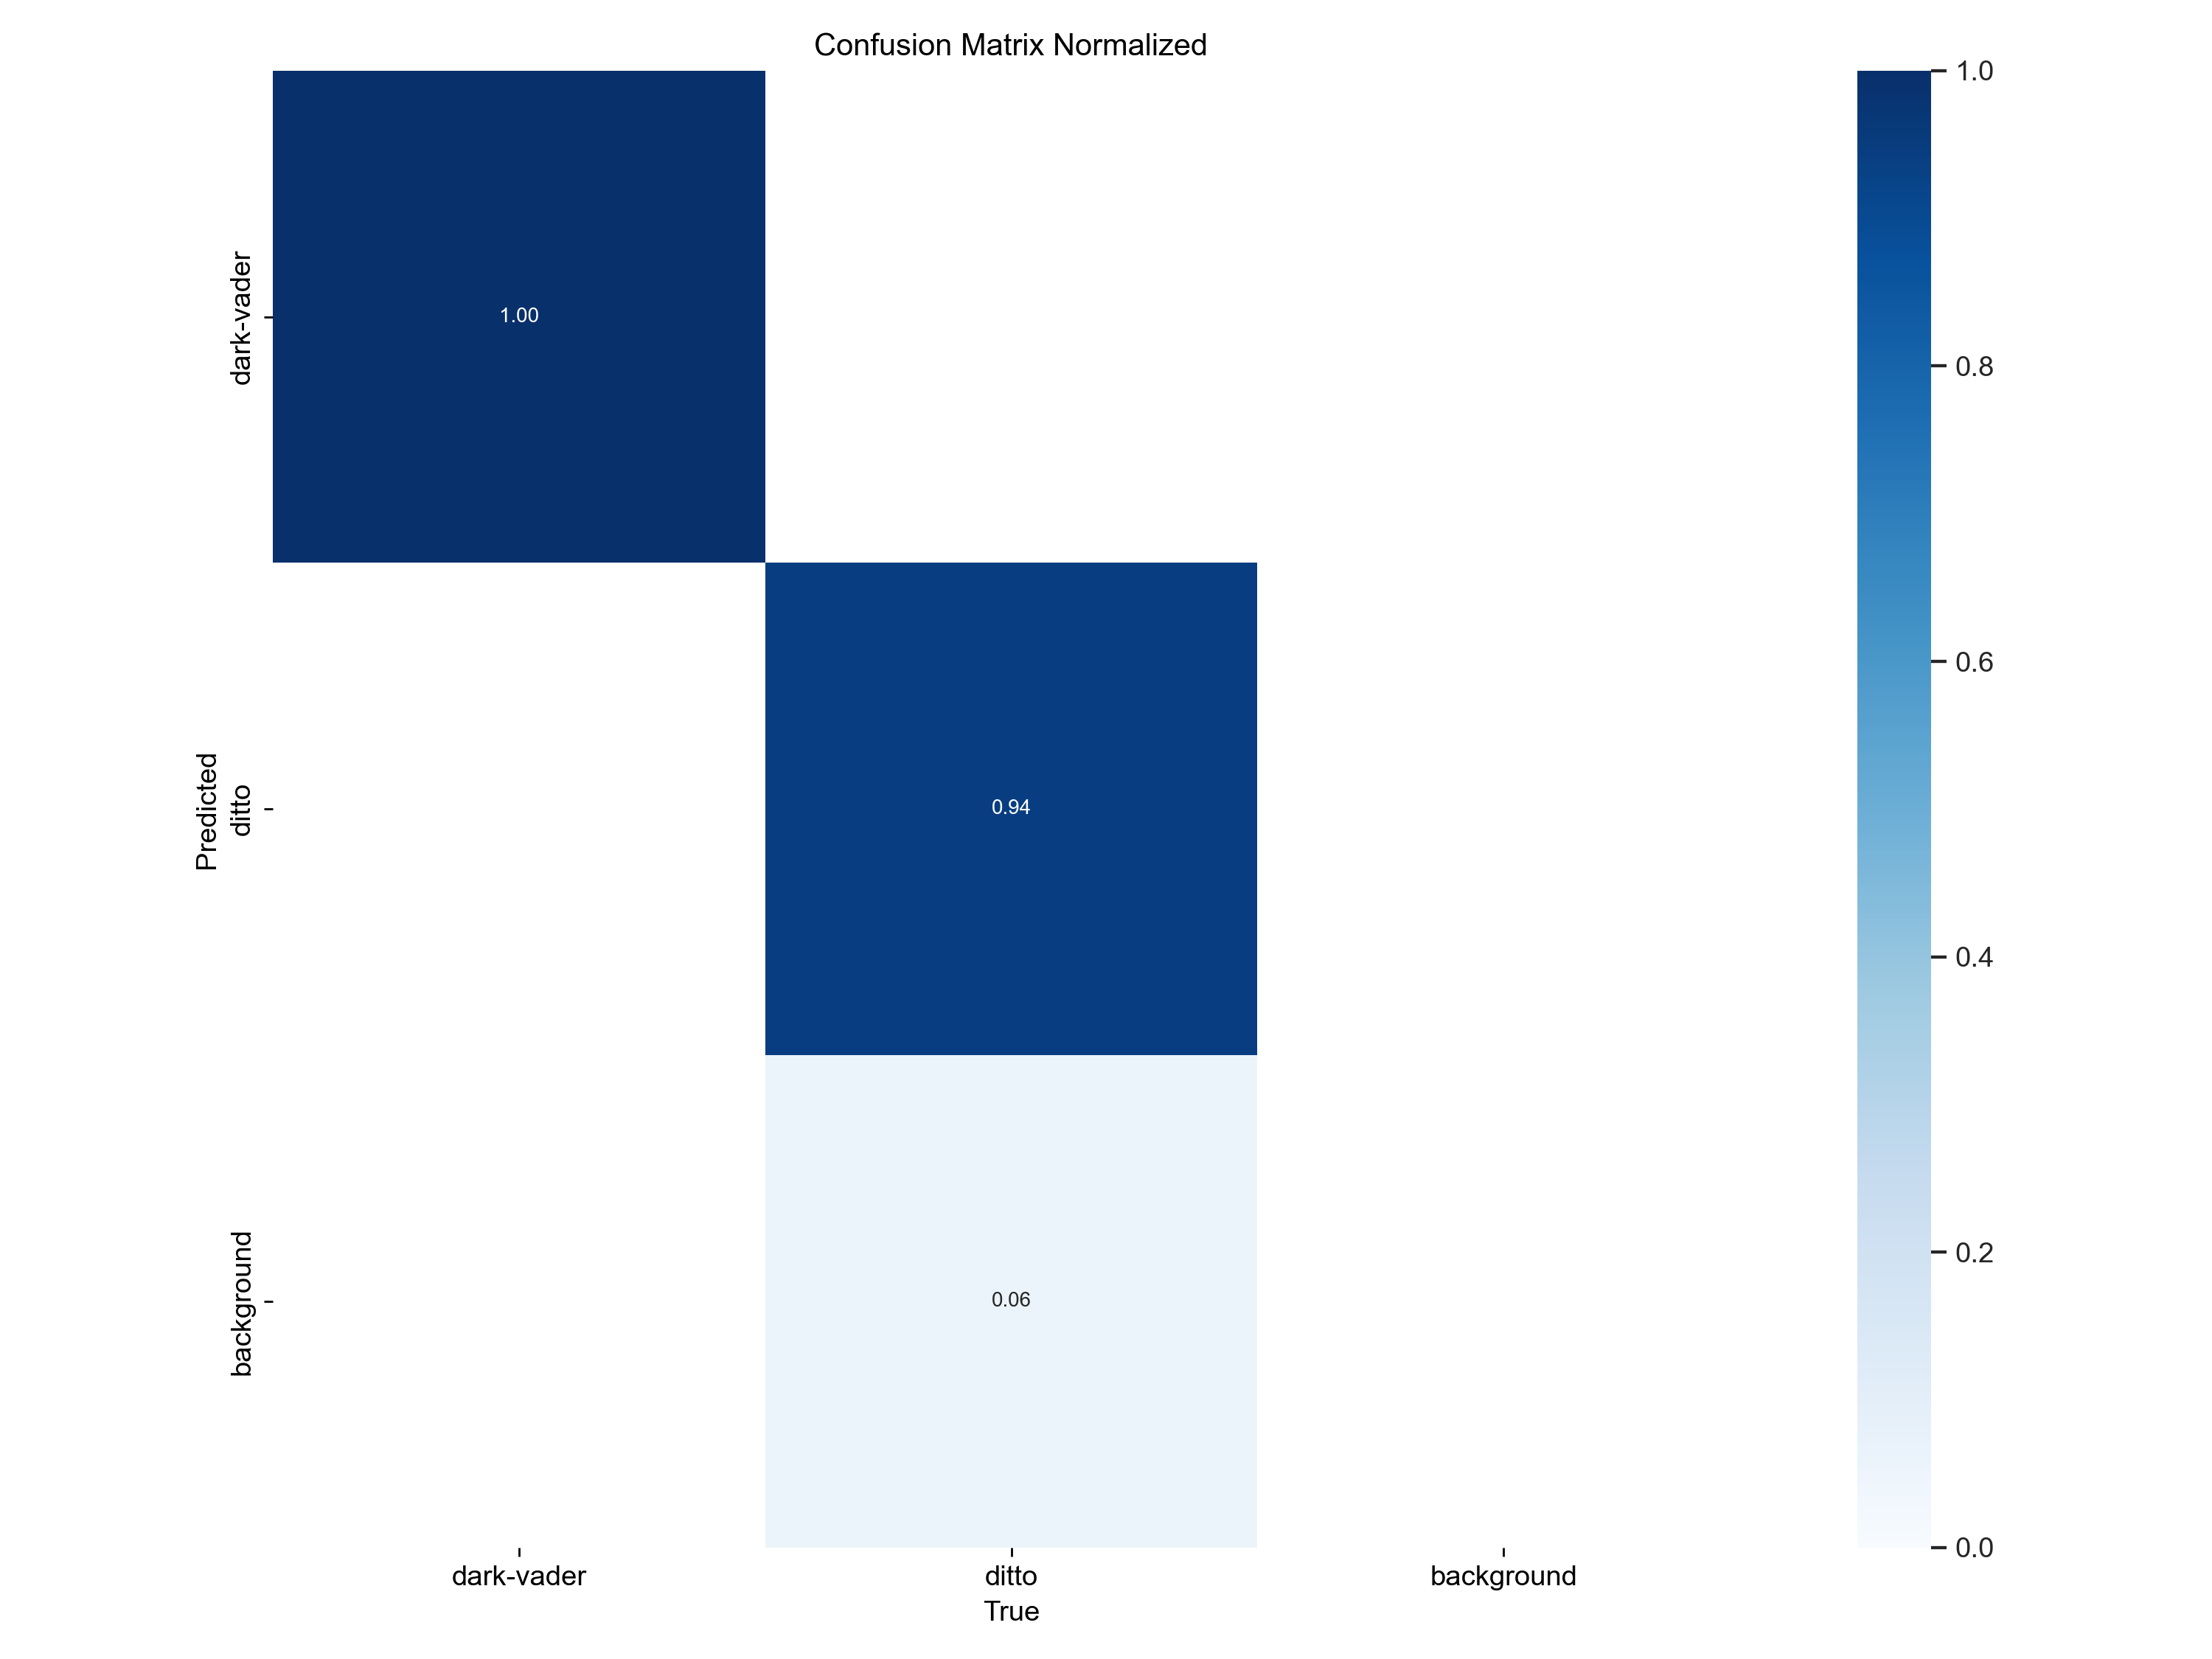 Confusion Matrix Normalized
1.0
dark-vader
1.00
0.8
0.6
Predicted
ditto
0.94
0.4
background
0.06
0.2
0.0
dark-vader
ditto
background
True